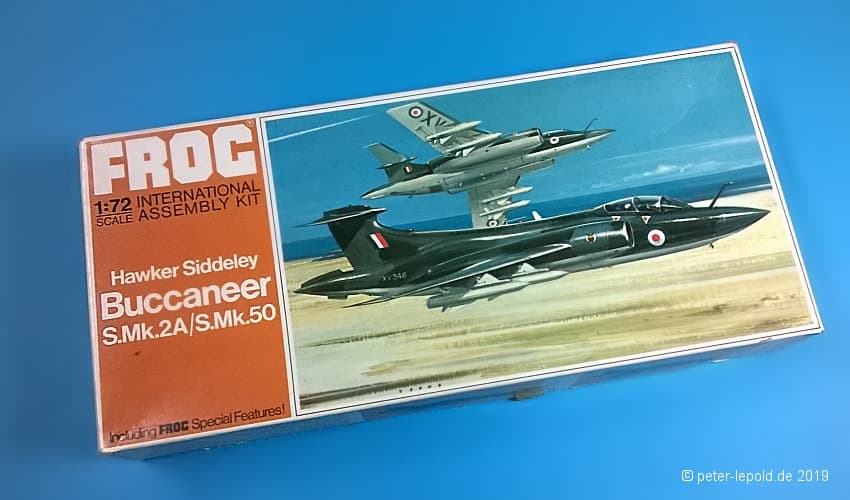 FROG
1:72 INTERNATIONAL
SCALE ASSEMBLY KIT
Hawker Siddeley
Buccaneer
S.Mk.2A/S.Mk.50
Including FROG Special Features!
XV346
© peter-lepold.de 2019